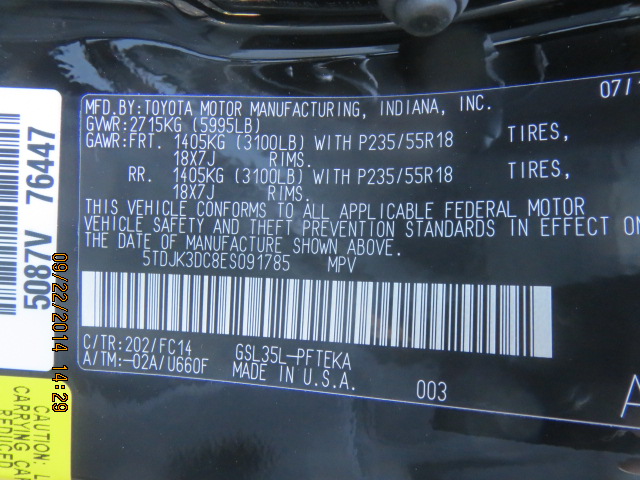 MFD.BY:TOYOTA MOTOR MANUFACTURING, INDIANA, INC. 07/1
GVWR:2715KG (5995LB)
GAWR:FRT. 1405KG (3100LB) WITH P235/55R18 TIRES,
18X7J RIMS.
RR. 1405KG (3100LB) WITH P235/55R18 TIRES,
18X7J RIMS.
THIS VEHICLE CONFORMS TO ALL APPLICABLE FEDERAL MOTOR
VEHICLE SAFETY AND THEFT PREVENTION STANDARDS IN EFFECT ON
THE DATE OF MANUFACTURE SHOWN ABOVE.
5TDJK3DC8ES091785 MPV
C/TR:202/FC14 GSL35L-PFTEKA
A/TM:-02A/U660F MADE IN U.S.A. 003
A
5087V 76447
09/22/2014 14:29
CAUTION: L
CARRYING CA
REDUCED